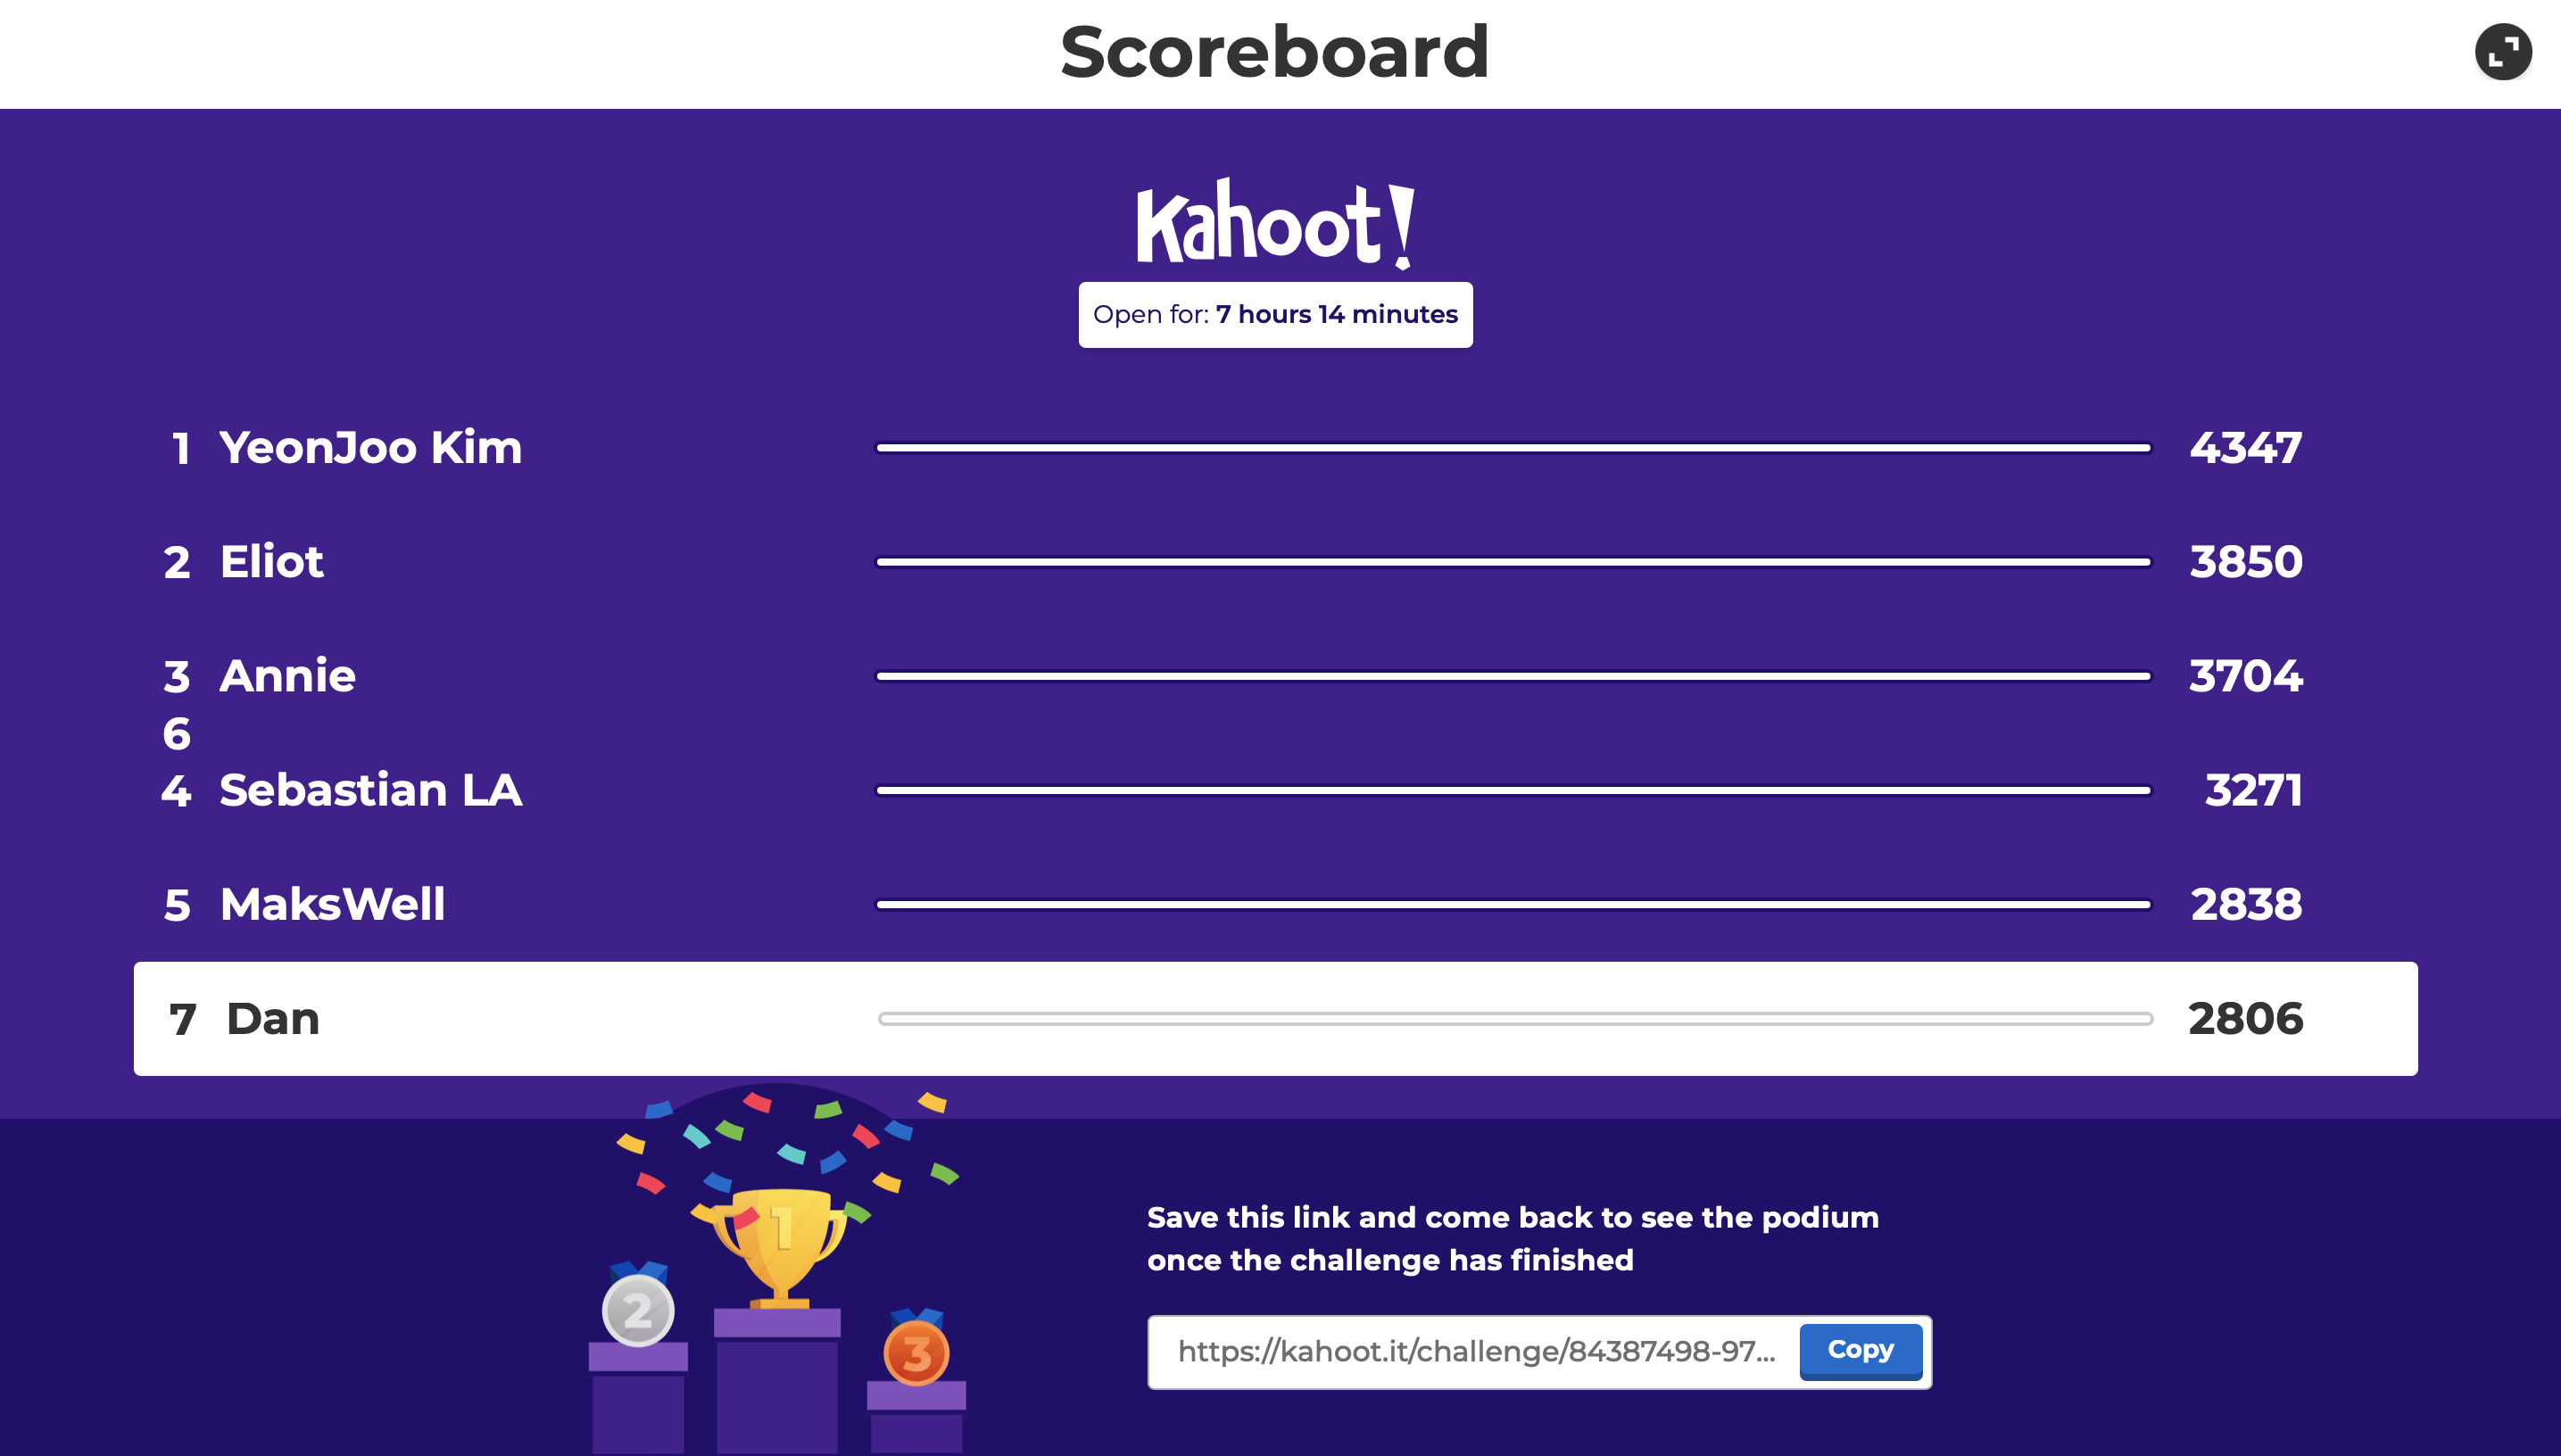 Scoreboard
Kahoot!
Open for: 7 hours 14 minutes
1 YeonJoo Kim 4347
2 Eliot 3850
3 Annie 3704
6
4 Sebastian LA 3271
5 MaksWell 2838
7 Dan 2806
1
2
3
Save this link and come back to see the podium
once the challenge has finished
https://kahoot.it/challenge/84387498-97... Copy